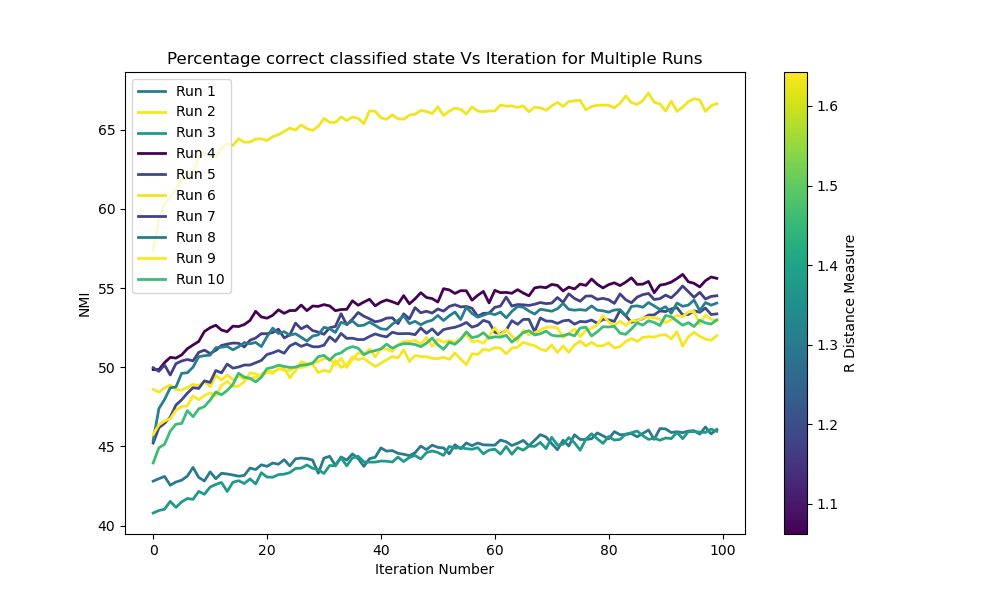 Percentage correct classified state Vs Iteration for Multiple Runs
Run 1
Run 2
Run 3
Run 4
Run 5
Run 6
Run 7
Run 8
Run 9
Run 10
65
60
55
50
45
40
NMI
0 20 40 60 80 100
Iteration Number
1.6
1.5
1.4
1.3
1.2
1.1
R Distance Measure